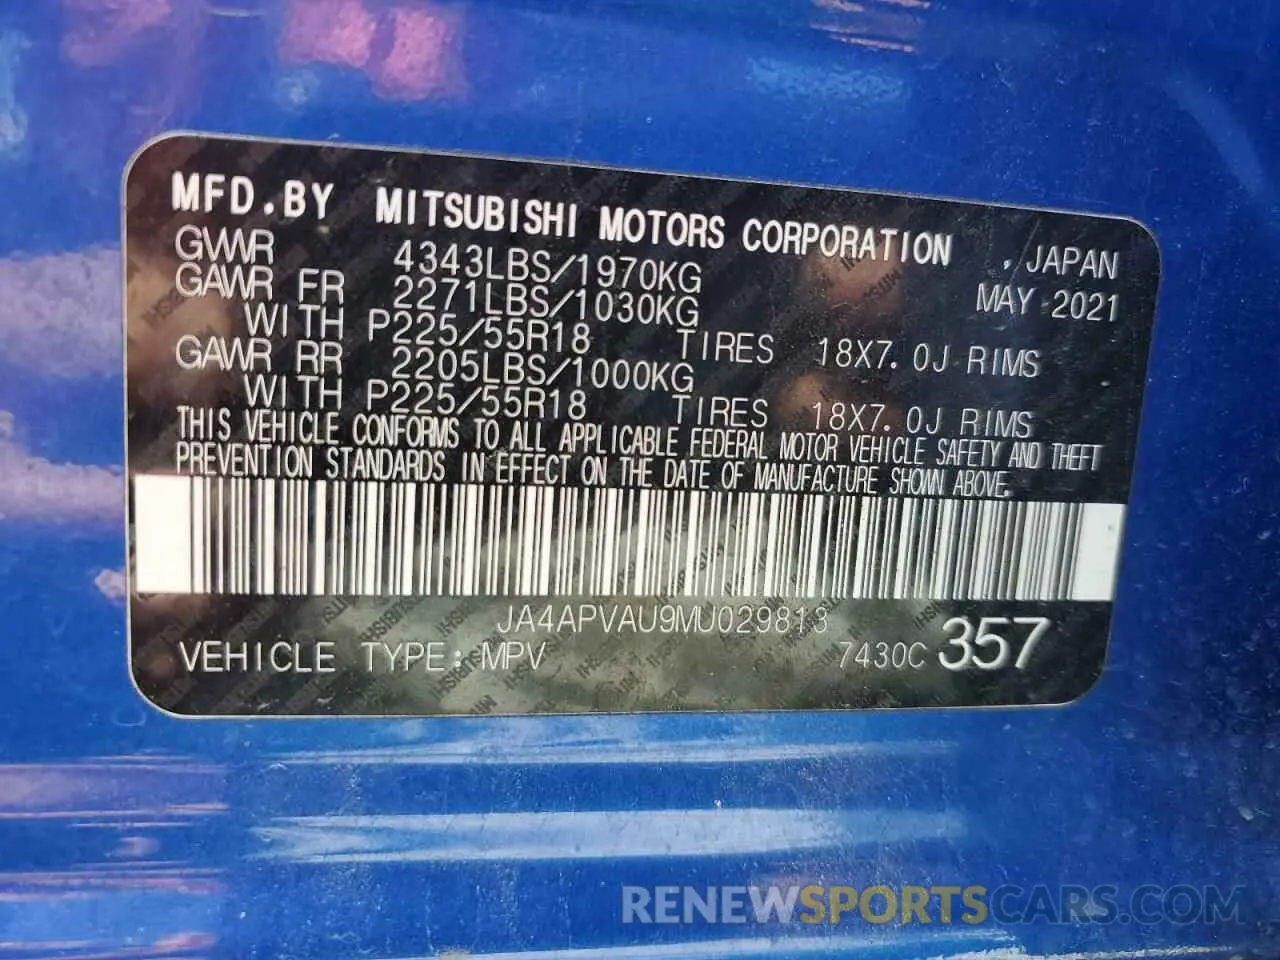 MFD.BY MITSUBISHI MOTORS CORPORATION , JAPAN
GVWR 4343LBS/1970KG MAY 2021
GAWR FR 2271LBS/1030KG
WITH P225/55R18 TIRES 18X7.0J RIMS
GAWR RR 2205LBS/1000KG
WITH P225/55R18 TIRES 18X7.0J RIMS
THIS VEHICLE CONFORMS TO ALL APPLICABLE FEDERAL MOTOR VEHICLE SAFETY AND THEFT
PREVENTION STANDARDS IN EFFECT ON THE DATE OF MANUFACTURE SHOWN ABOVE.
JA4APVAU9MU029813
VEHICLE TYPE: MPV 7430C 357
RENEWSPORTSCARS.COM